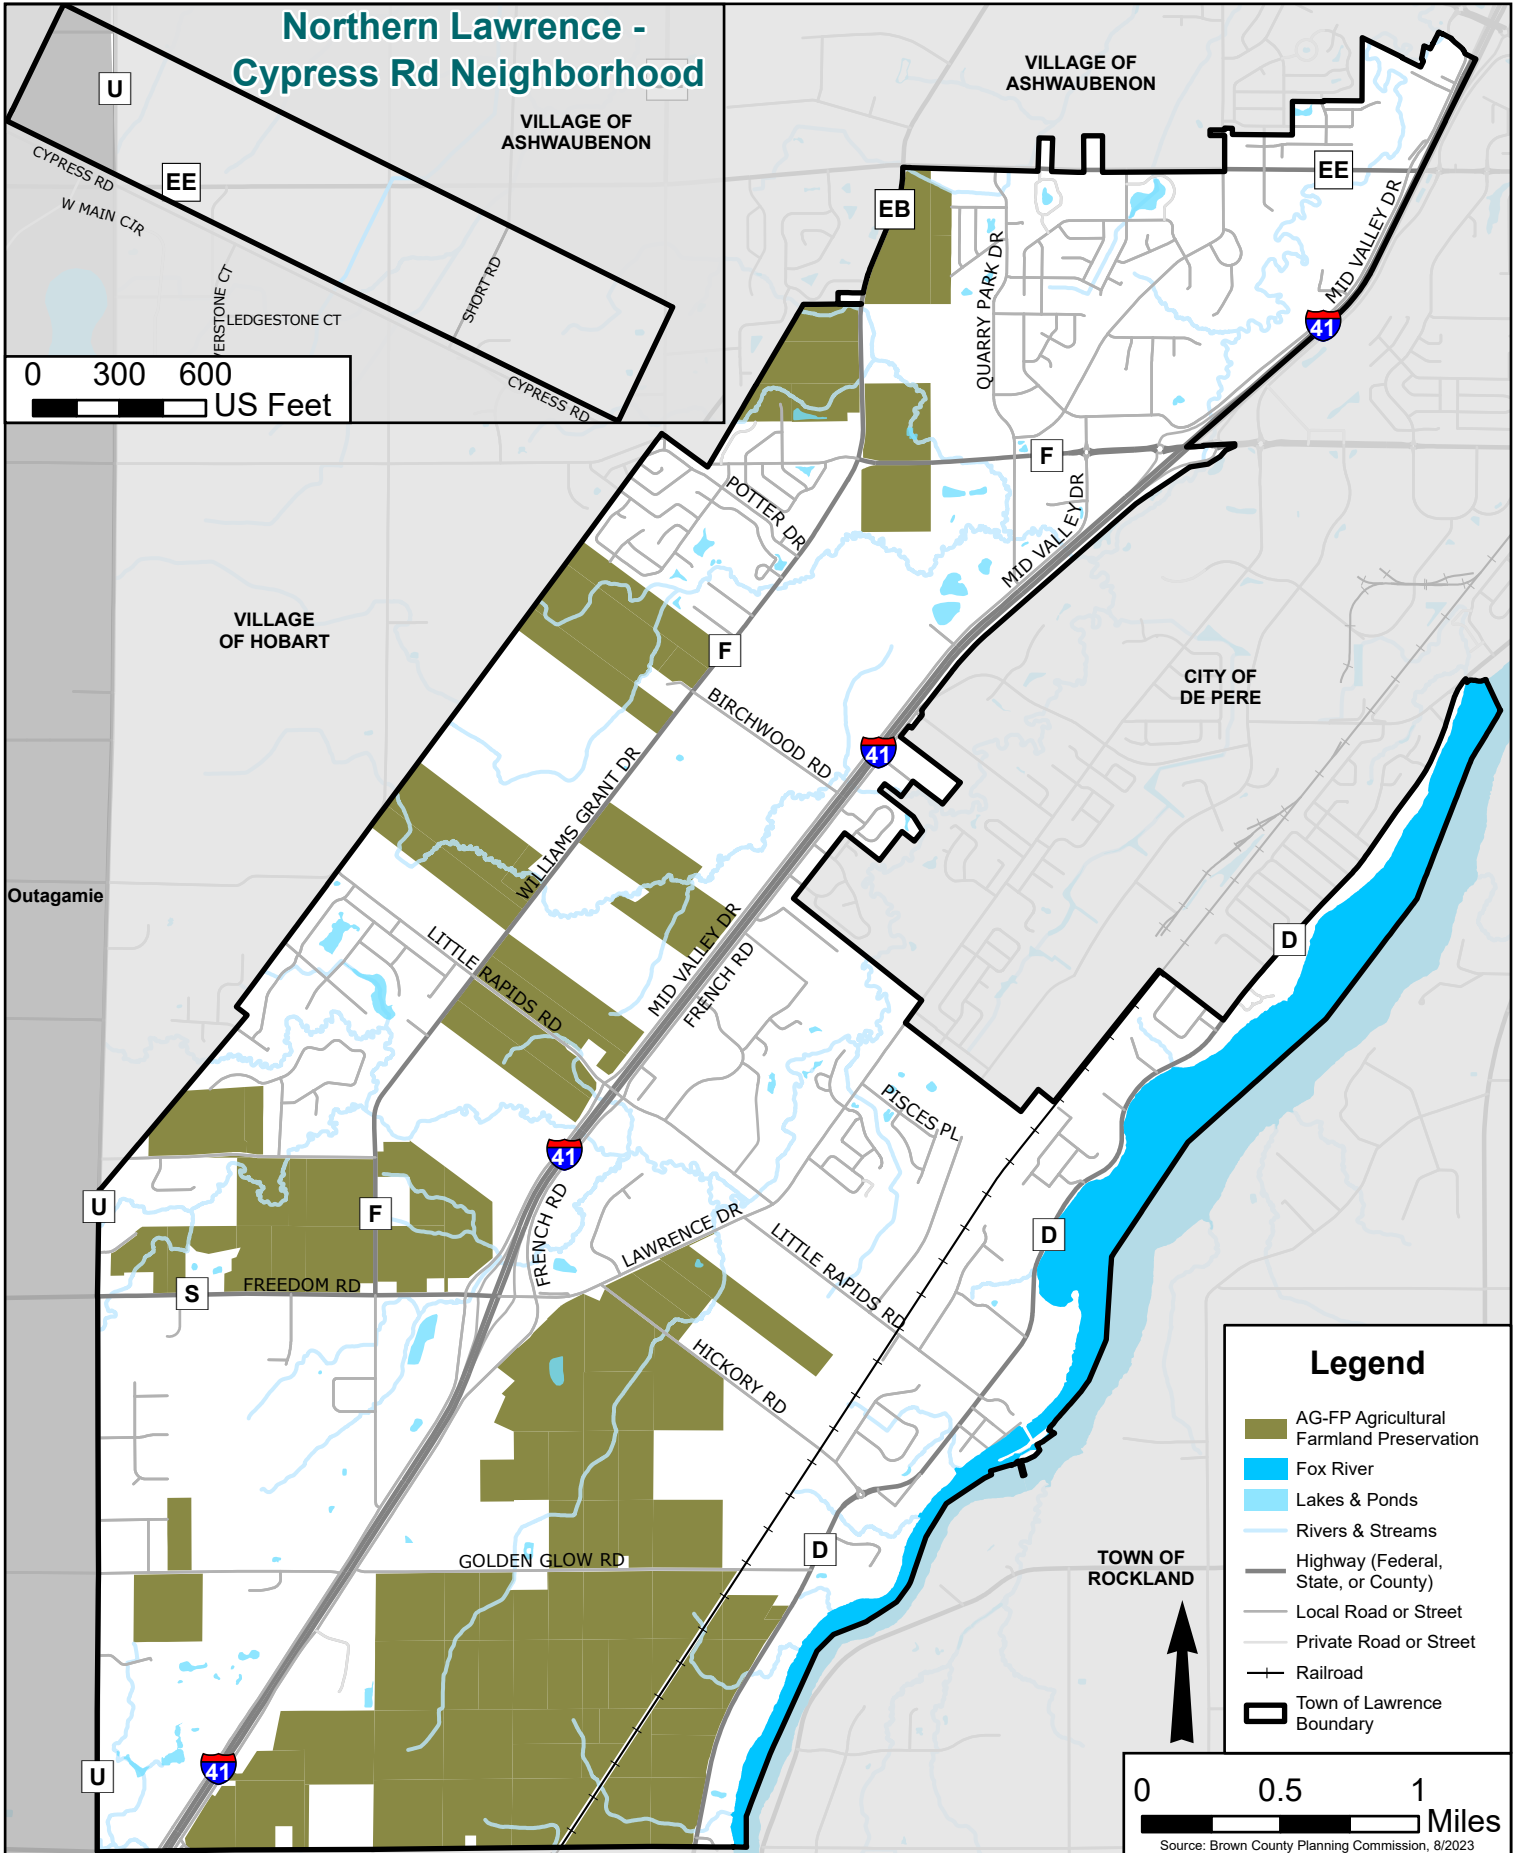 Northern Lawrence -
Cypress Rd Neighborhood
U
VILLAGE OF
ASHWAUBENON
CYPRESS RD
EE
W MAIN CIR
SHORT RD
LEDGESTONE CT
CYPRESS RD
0 300 600
US Feet
VILLAGE OF
ASHWAUBENON
EE
EB
MID VALLEY DR
QUARRY PARK DR
41
F
POTTER DR
MID VALLEY DR
VILLAGE
OF HOBART
F
CITY OF
DE PERE
BIRCHWOOD RD
41
WILLIAMS GRANT DR
Outagamie
LITTLE RAPIDS RD
MID VALLEY DR
FRENCH RD
D
PISCES PL
41
U
F
FRENCH RD
LAWRENCE DR
LITTLE RAPIDS RD
D
S
FREEDOM RD
HICKORY RD
GOLDEN GLOW RD
D
TOWN OF
ROCKLAND
41
U
Legend
AG-FP Agricultural
Farmland Preservation
Fox River
Lakes & Ponds
Rivers & Streams
Highway (Federal,
State, or County)
Local Road or Street
Private Road or Street
Railroad
Town of Lawrence
Boundary
0 0.5 1
Miles
Source: Brown County Planning Commission, 8/2023